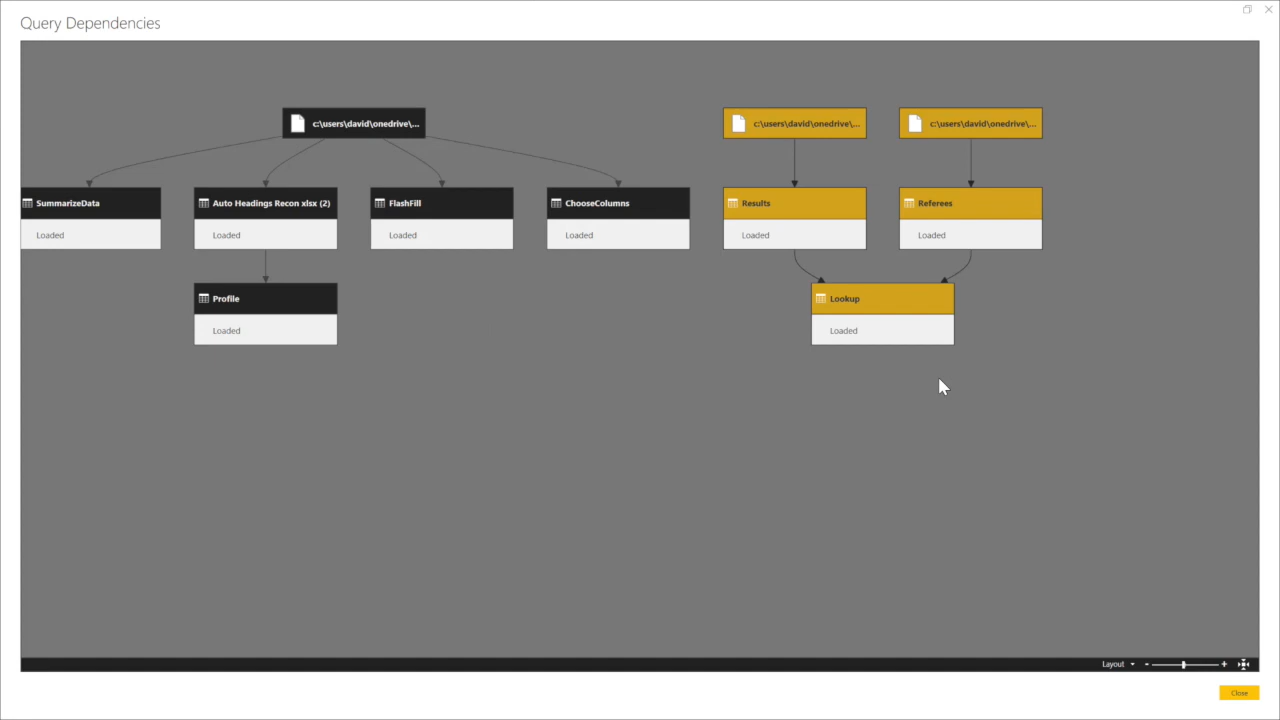 Query Dependencies
c:\users\david\onedrive\...
c:\users\david\onedrive\...
c:\users\david\onedrive\...
SummarizeData
Auto Headings Recon xlsx (2)
FlashFill
ChooseColumns
Results
Referees
Loaded
Loaded
Loaded
Loaded
Loaded
Loaded
Profile
Lookup
Loaded
Loaded
Layout
Close